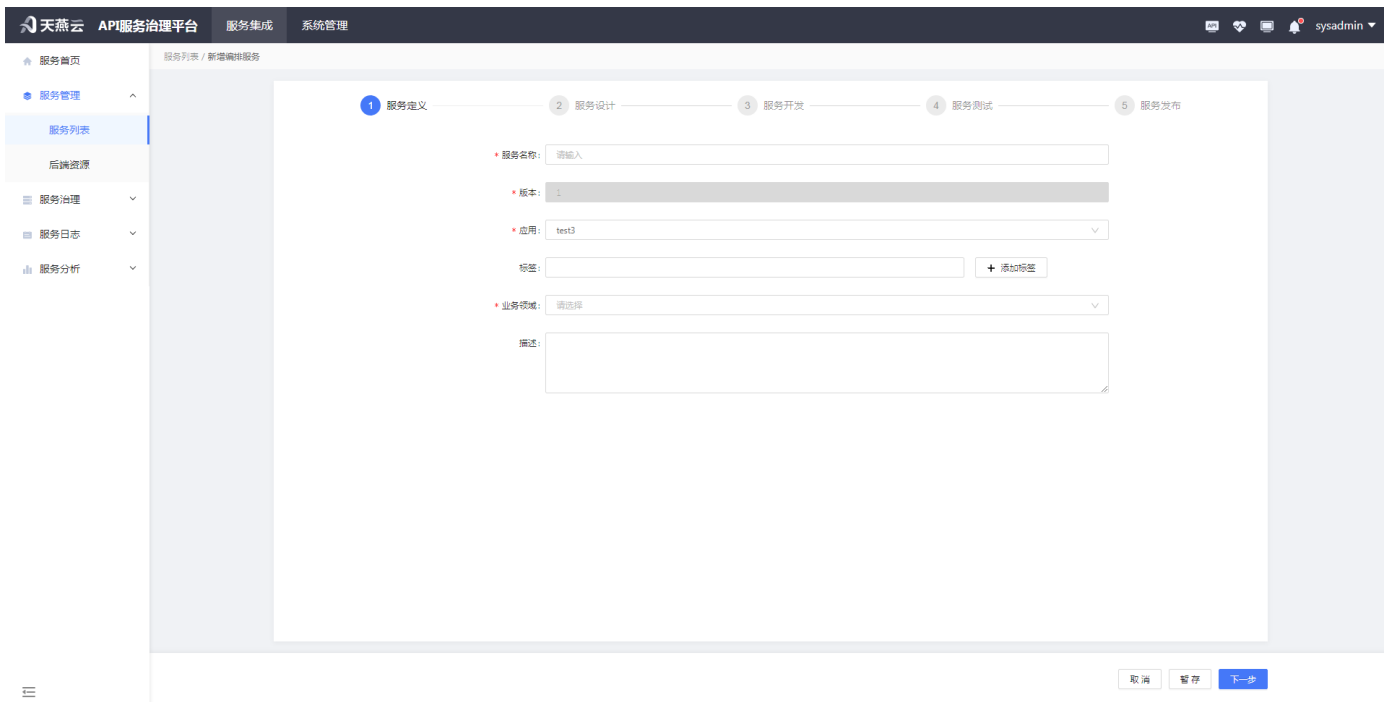 天燕云 API服务治理平台 服务集成 系统管理 API sysadmin
服务首页
服务列表 / 新增编排服务
服务管理
服务列表
后端资源
服务治理
服务日志
服务分析
1 服务定义 2 服务设计 3 服务开发 4 服务测试 5 服务发布
* 服务名称: 请输入
* 版本: 1
* 应用: test3
标签: + 添加标签
* 业务领域: 请选择
描述:
取消 暂存 下一步